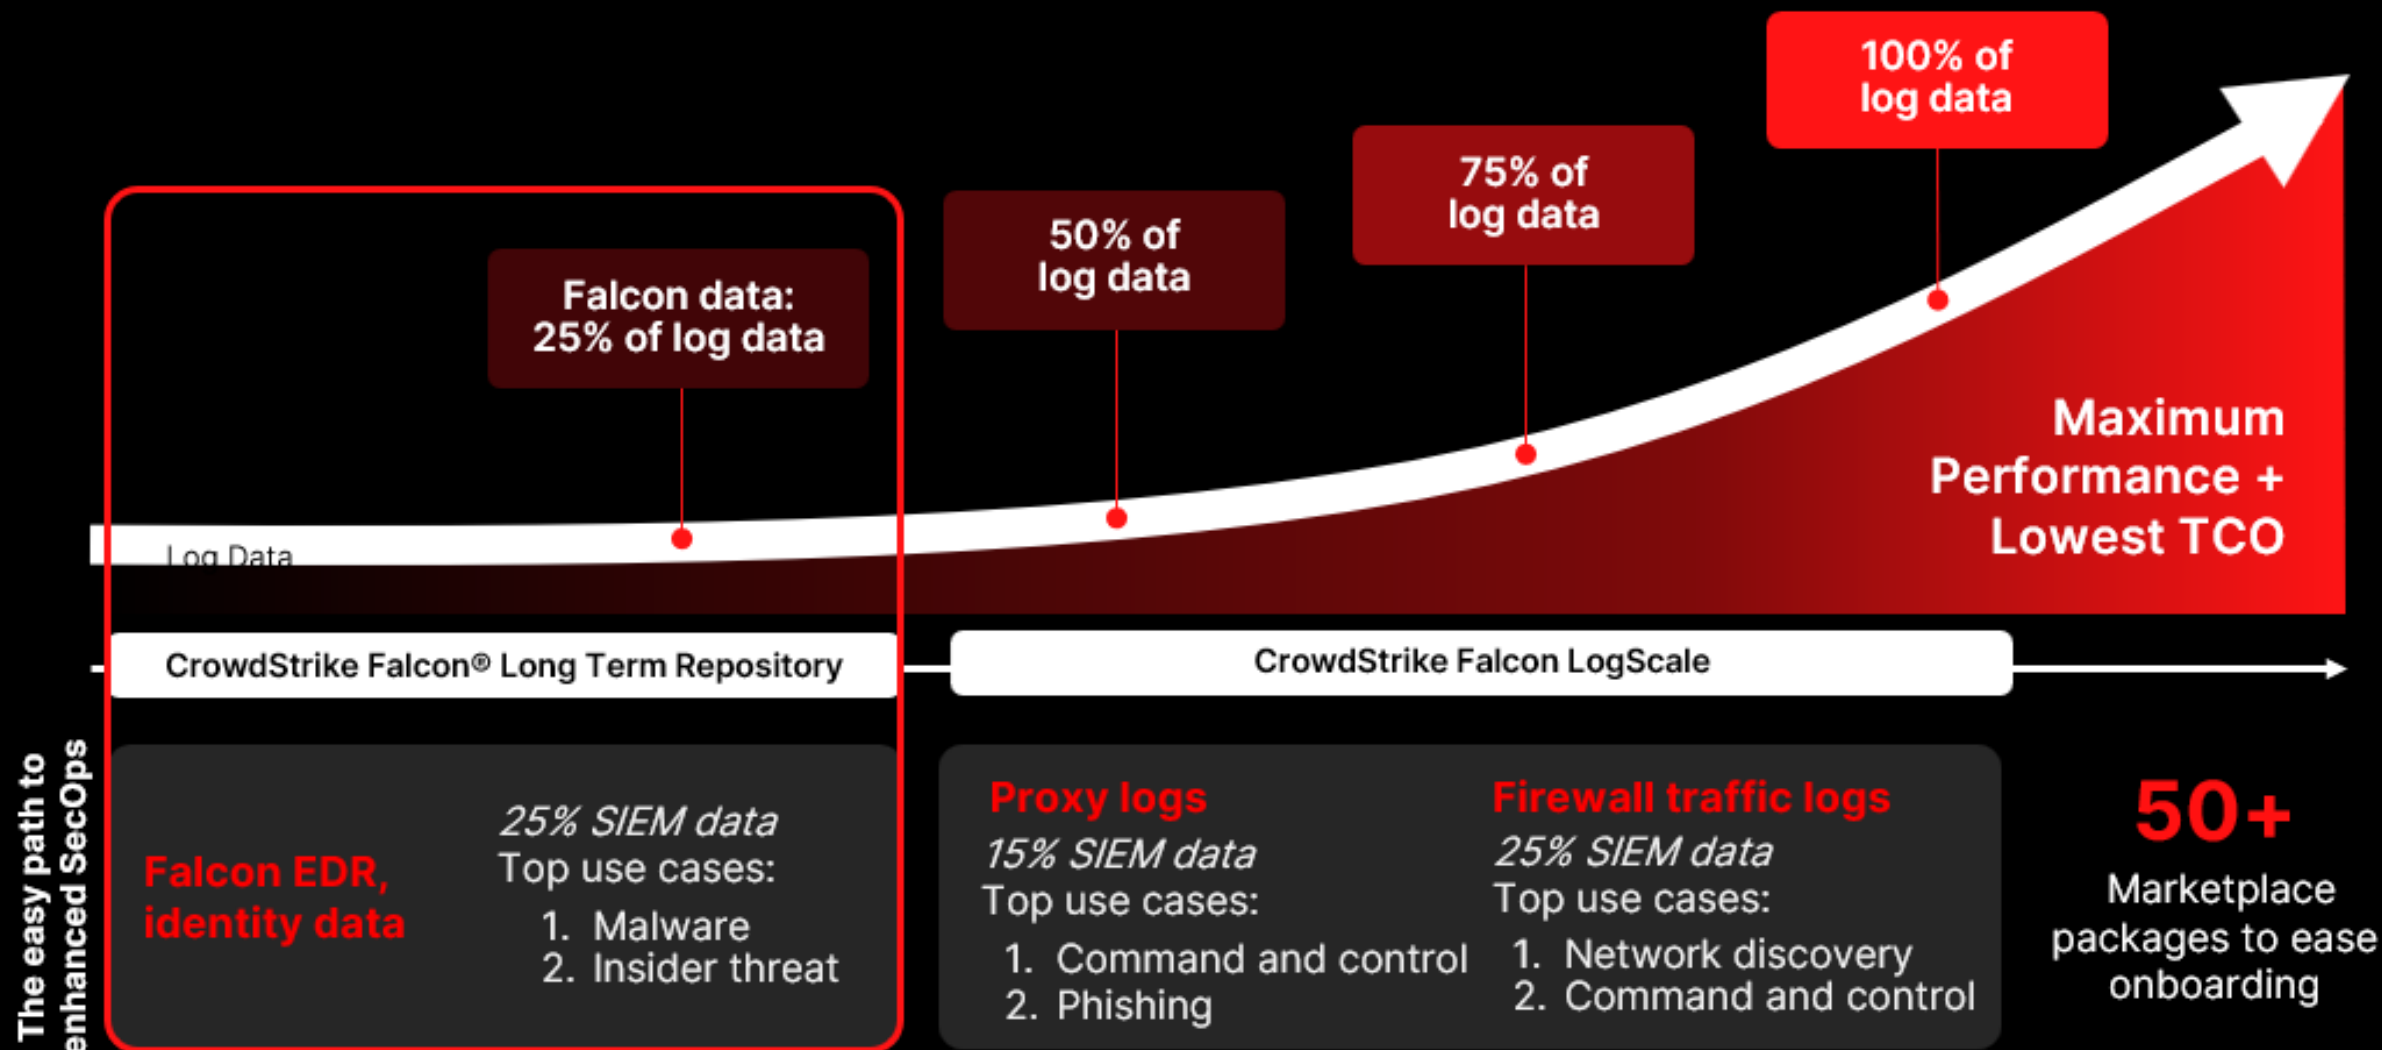 100% of
log data
75% of
log data
50% of
log data
Falcon data:
25% of log data
Log Data
Maximum
Performance +
Lowest TCO
CrowdStrike Falcon® Long Term Repository
CrowdStrike Falcon LogScale
The easy path to
enhanced SecOps
Falcon EDR,
identity data
25% SIEM data
Top use cases:
1. Malware
2. Insider threat
Proxy logs
15% SIEM data
Top use cases:
1. Command and control
2. Phishing
Firewall traffic logs
25% SIEM data
Top use cases:
1. Network discovery
2. Command and control
50+
Marketplace
packages to ease
onboarding